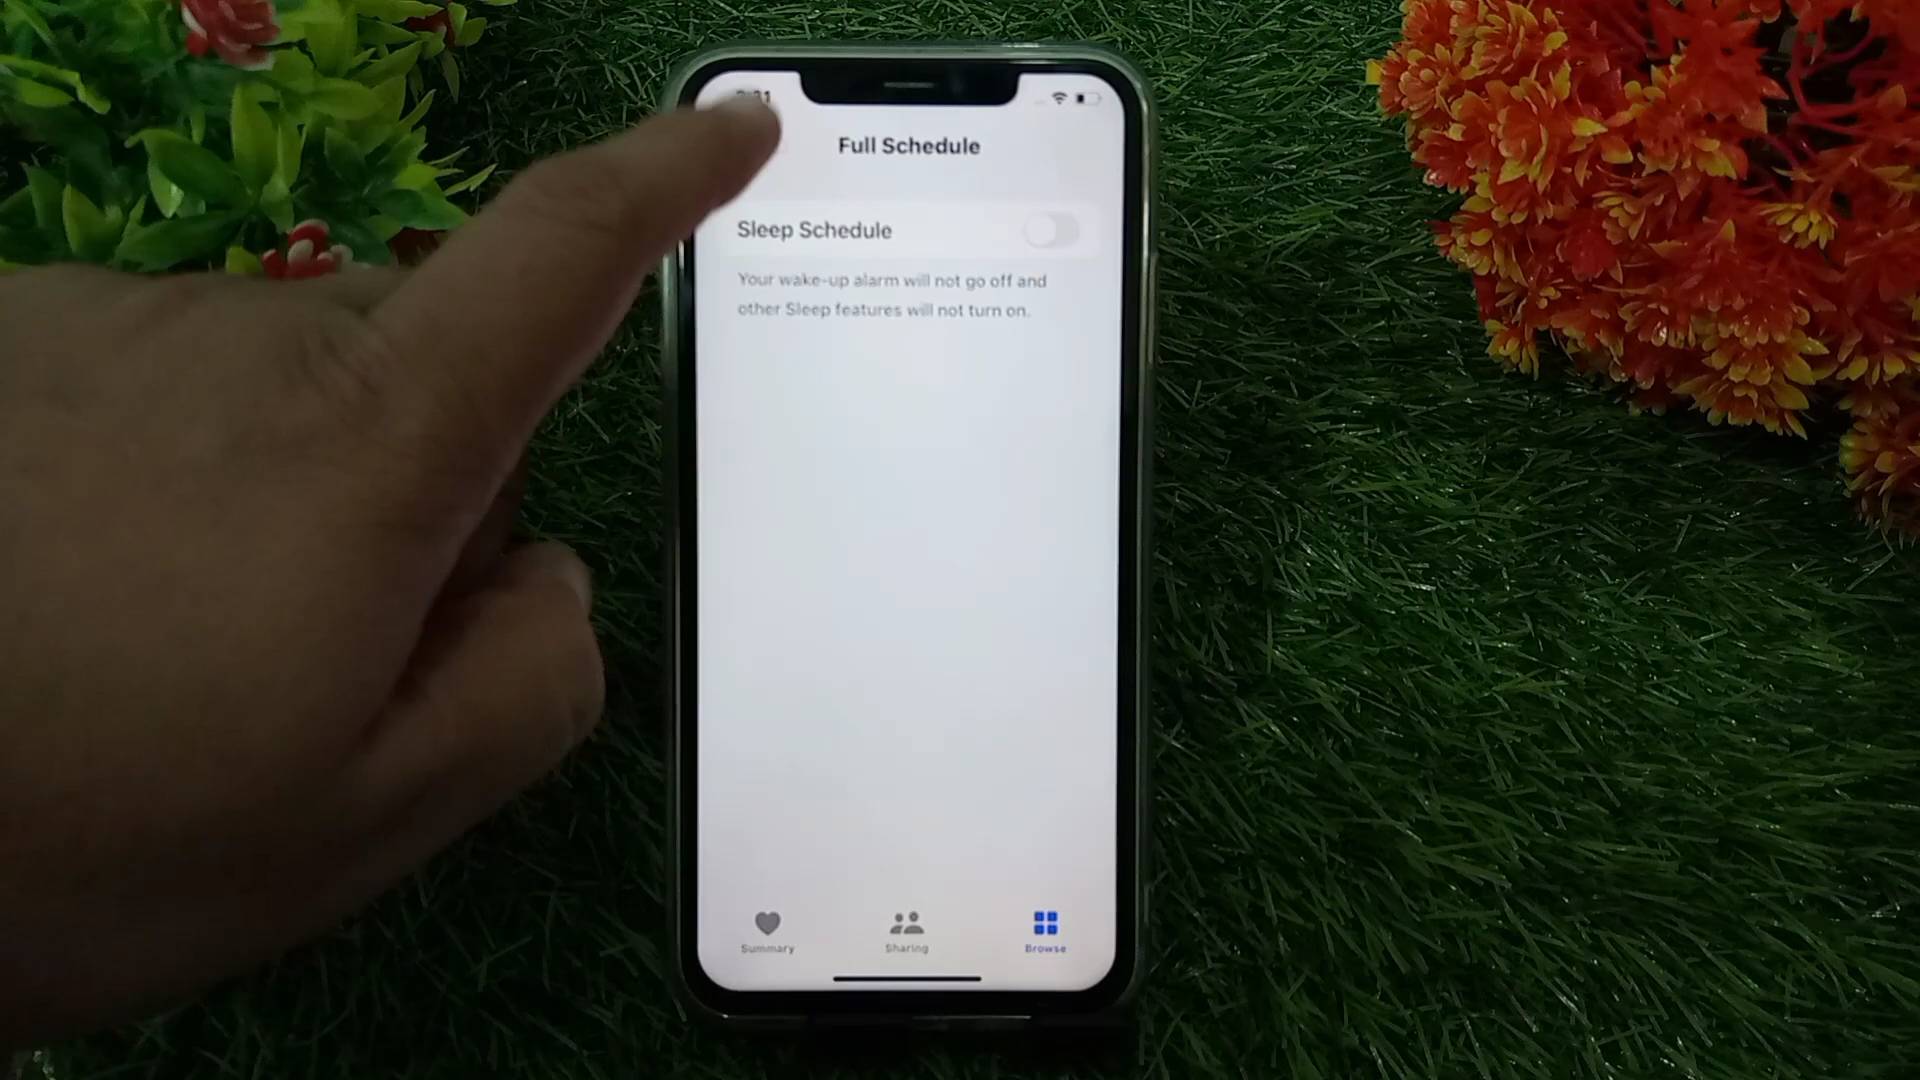 Full Schedule
Sleep Schedule
Your wake-up alarm will not go off and
other Sleep features will not turn on.
Summary
Sharing
Browse